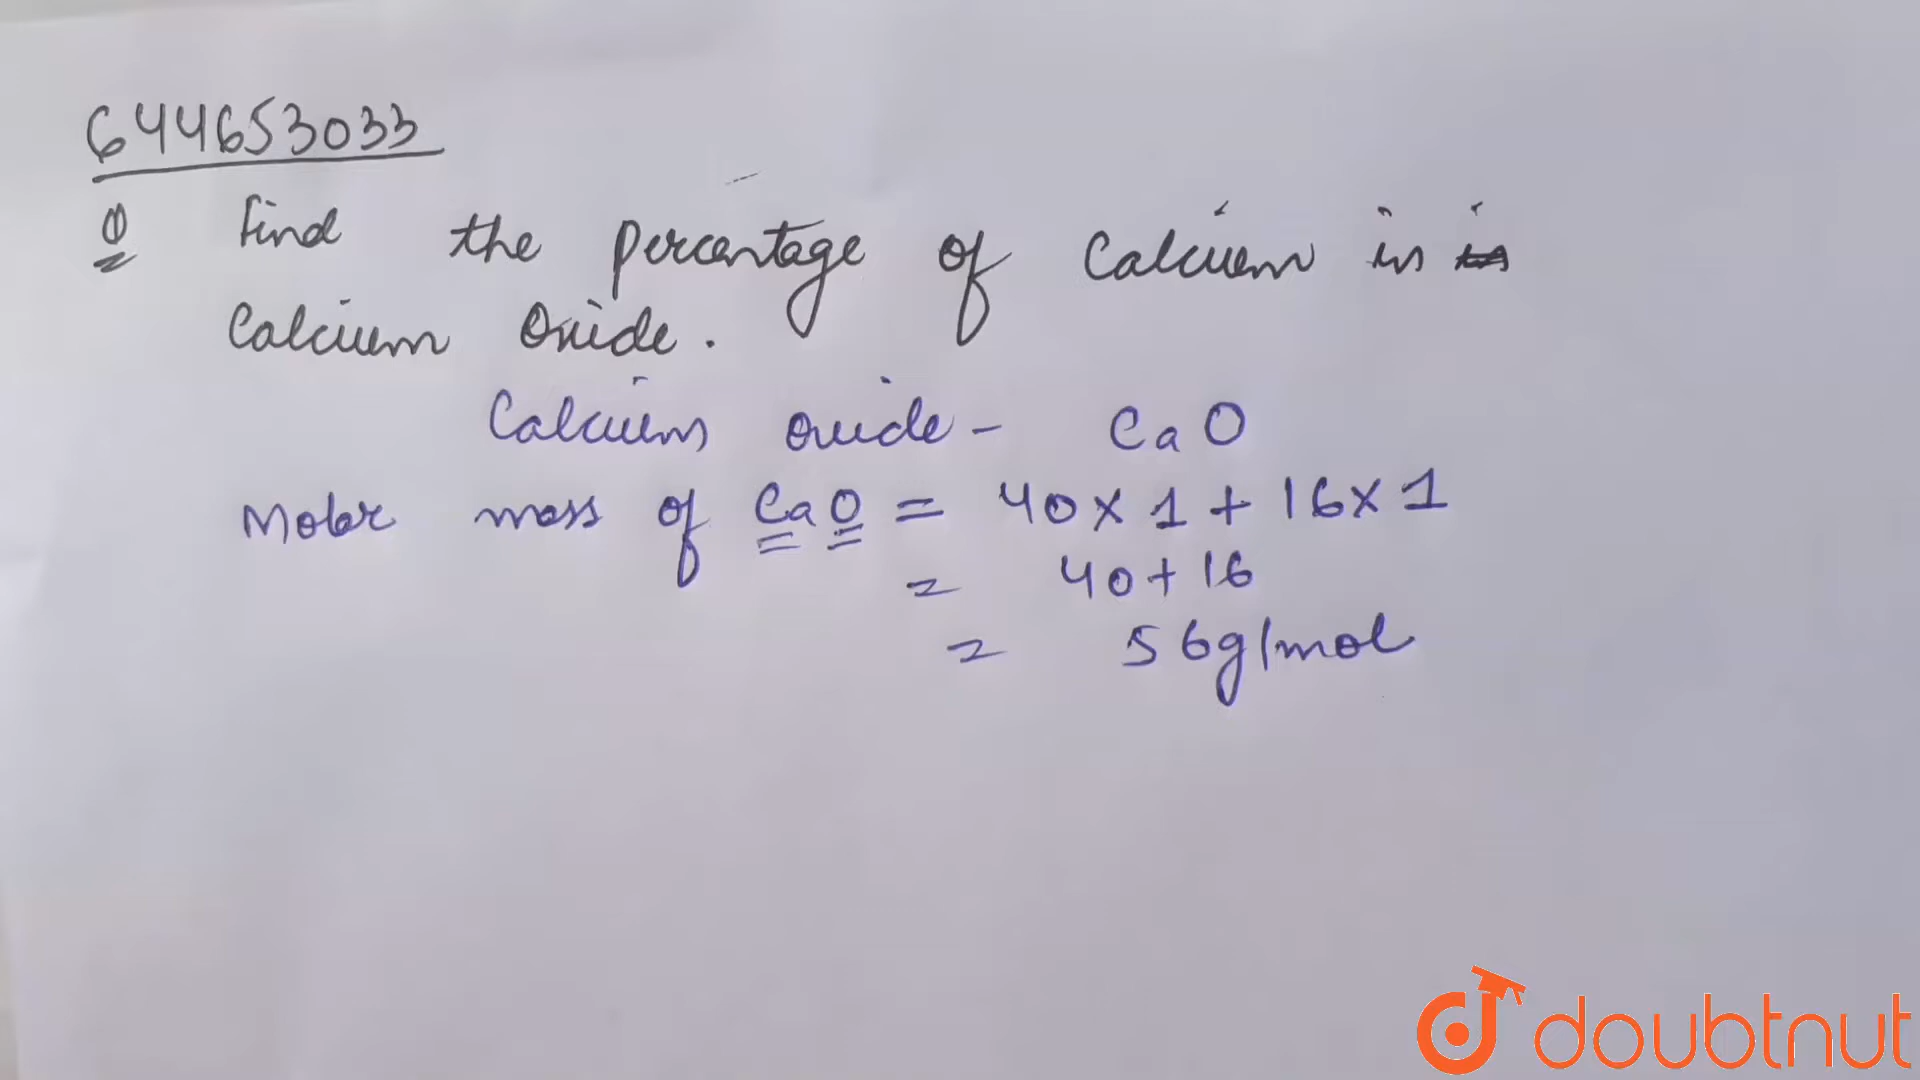 644653033
Q Find the percentage of Calcium in
Calcium Oxide.
Calcium oxide - CaO
Molar mass of CaO = 40 x 1 + 16 x 1
= 40 + 16
= 56g/mol
doubtnut